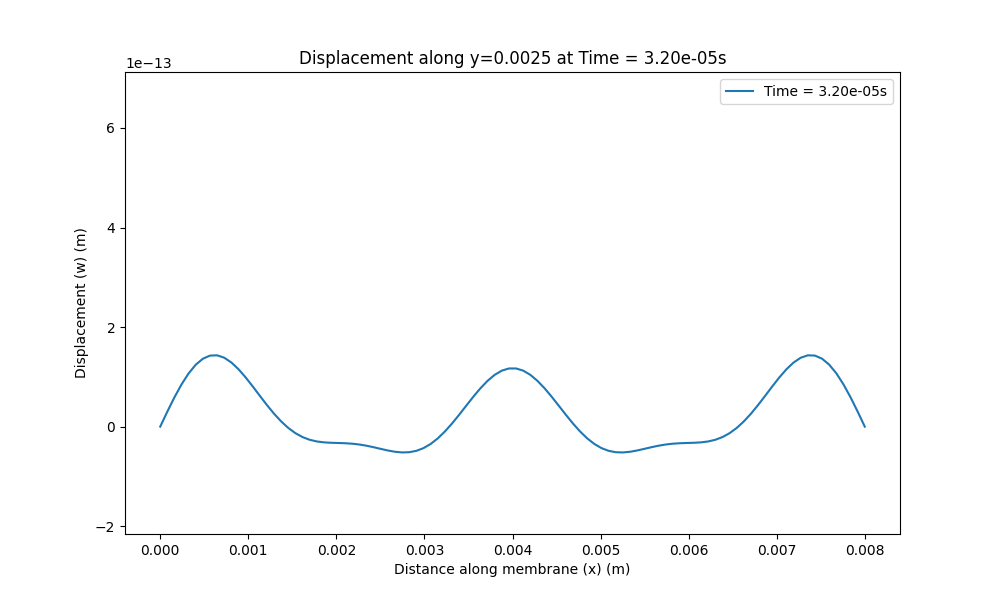 Displacement along y=0.0025 at Time = 3.20e-05
1e−13
Time = 3.20e-05s
6
4
2
0
−2
Displacement (w) (m)
0.000 0.001 0.002 0.003 0.004 0.005 0.006 0.007 0.008
Distance along membrane (x) (m)